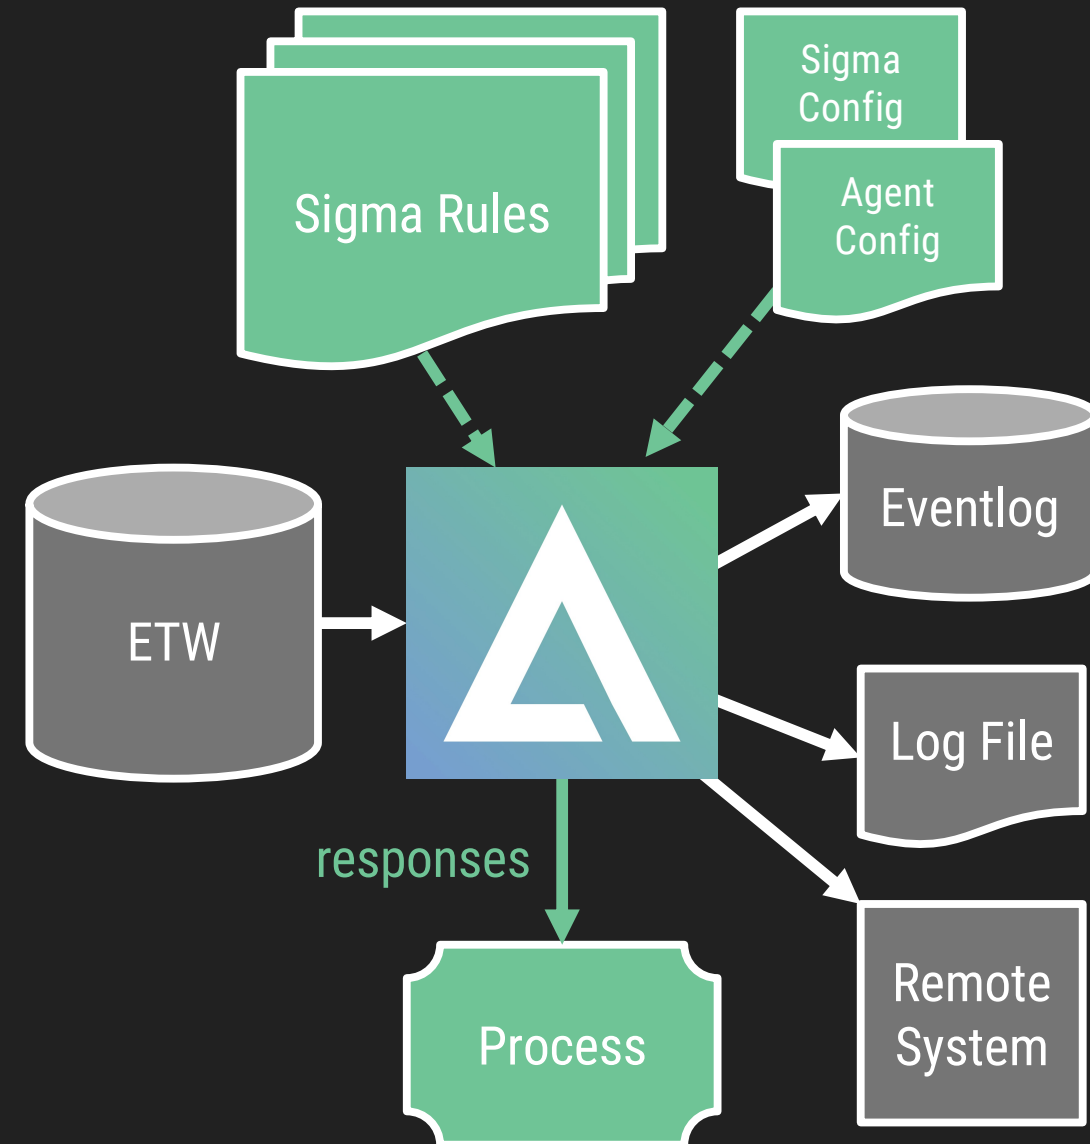 Sigma
Config
Sigma Rules
Agent
Config
Eventlog
ETW
Log File
responses
Remote
System
Process